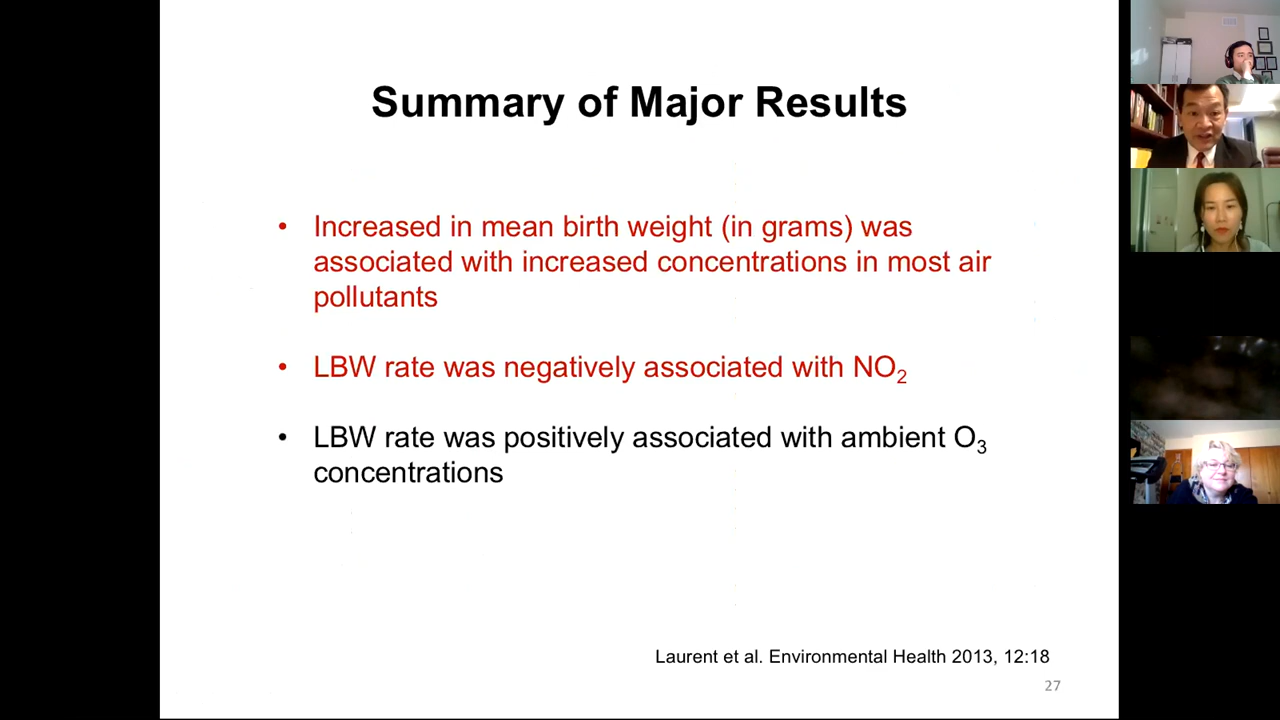 Summary of Major Results
• Increased in mean birth weight (in grams) was
associated with increased concentrations in most air
pollutants
• LBW rate was negatively associated with NO₂
• LBW rate was positively associated with ambient O₃
concentrations
Laurent et al. Environmental Health 2013, 12:18
27